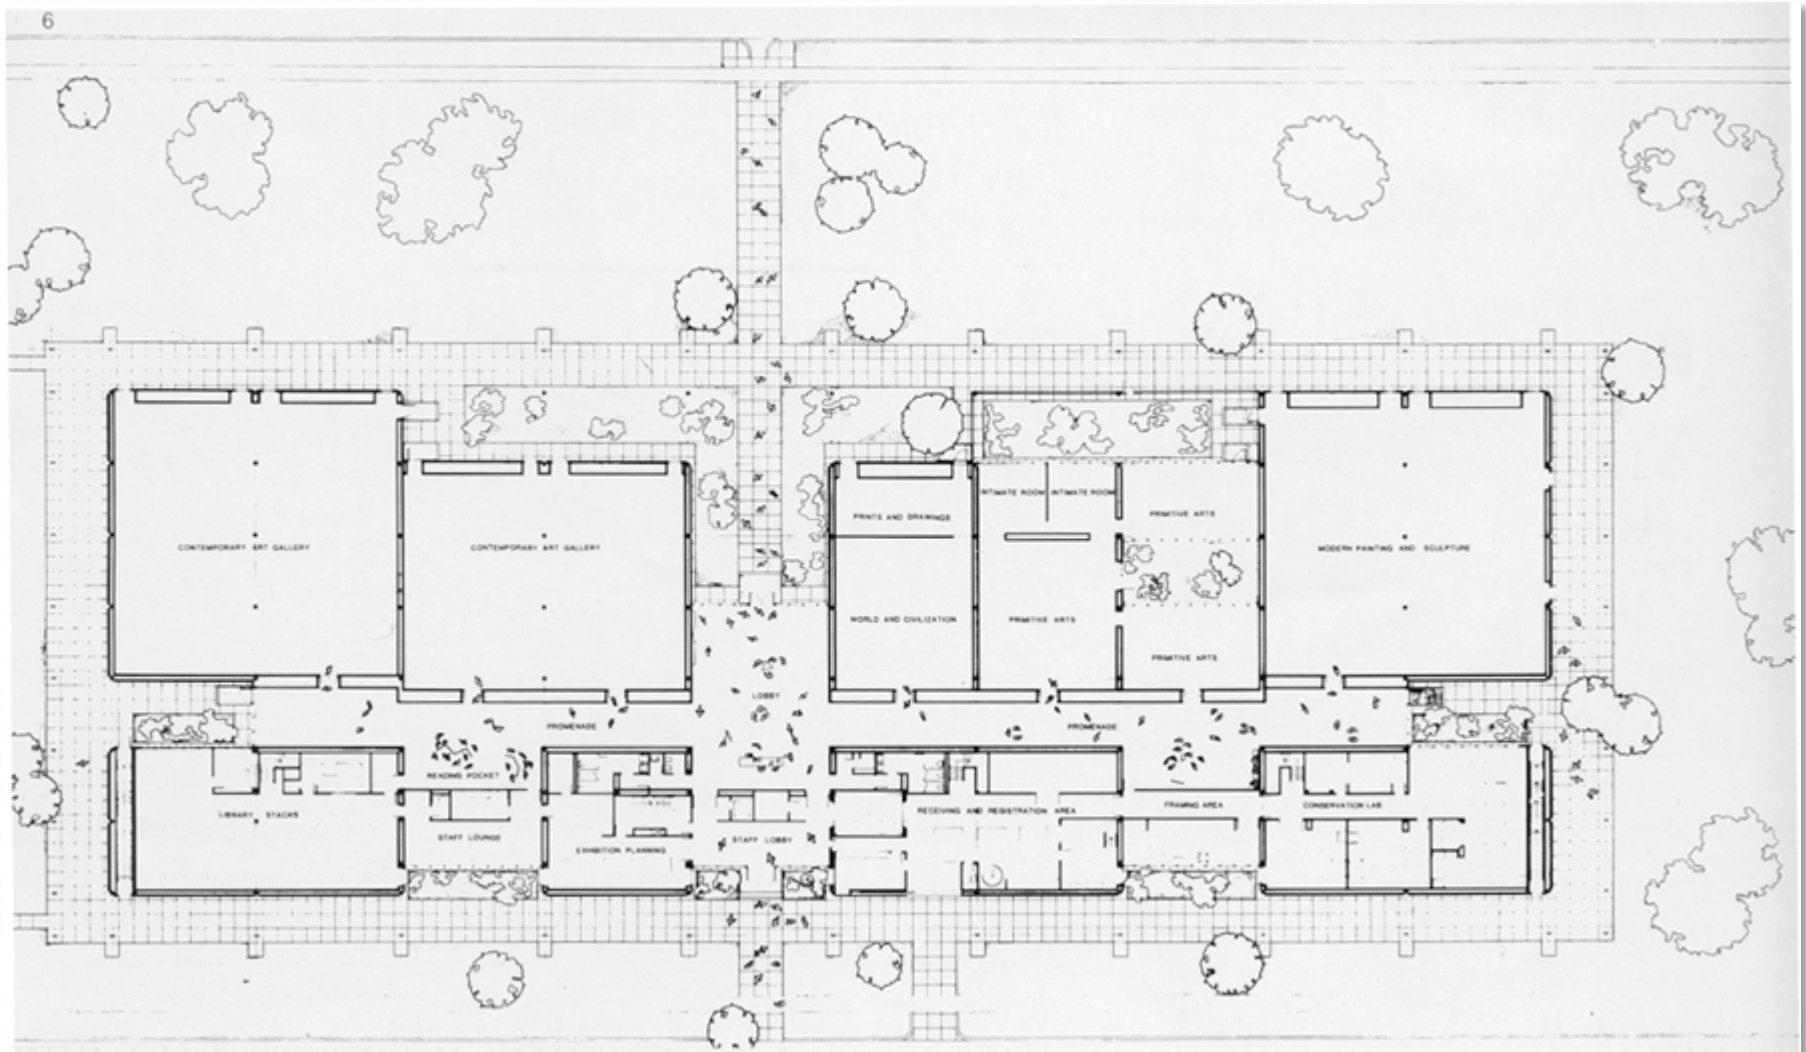 6
INTIMATE ROOM INTIMATE ROOM
PRINTS AND DRAWINGS
PRIMITIVE ARTS
CONTEMPORARY ART GALLERY
CONTEMPORARY ART GALLERY
MODERN PAINTING AND SCULPTURE
WORLD AND CIVILIZATION
PRIMITIVE ARTS
PRIMITIVE ARTS
LOBBY
PROMENADE
PROMENADE
READING POCKET
LIBRARY STACKS
RECEIVING AND REGISTRATION AREA
FRAMING AREA
CONSERVATION LAB
STAFF LOUNGE
EXHIBITION PLANNING
STAFF LOBBY